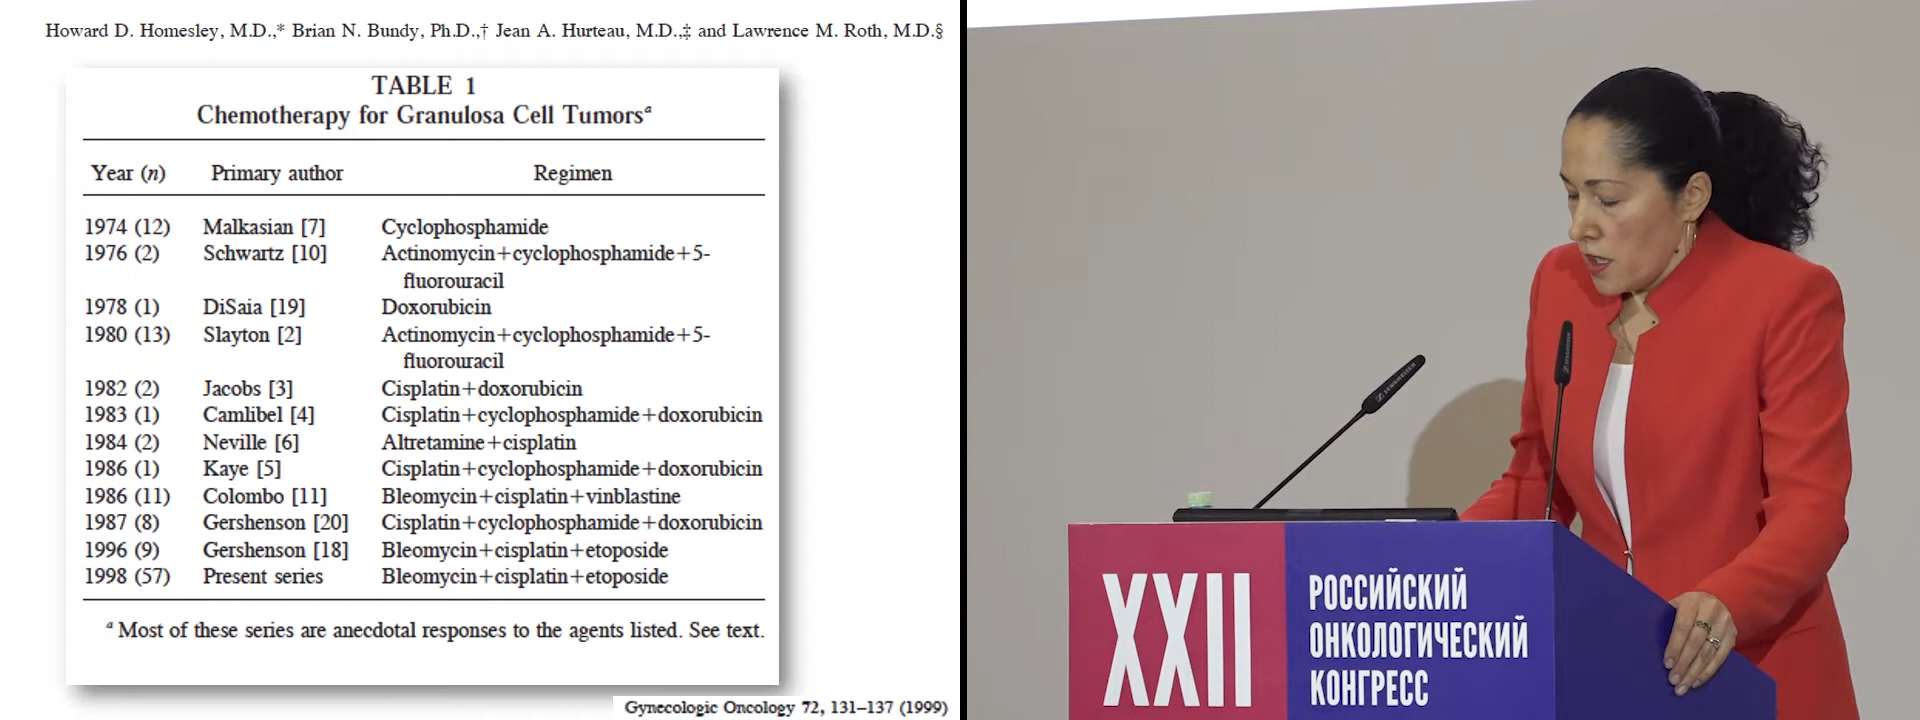 Howard D. Homesley, M.D.,* Brian N. Bundy, Ph.D.,† Jean A. Hurteau, M.D.,‡ and Lawrence M. Roth, M.D.§
TABLE 1
Chemotherapy for Granulosa Cell Tumorsᵃ
Year (n) Primary author Regimen
1974 (12) Malkasian [7] Cyclophosphamide
1976 (2) Schwartz [10] Actinomycin+cyclophosphamide+5-
fluorouracil
1978 (1) DiSaia [19] Doxorubicin
1980 (13) Slayton [2] Actinomycin+cyclophosphamide+5-
fluorouracil
1982 (2) Jacobs [3] Cisplatin+doxorubicin
1983 (1) Camlibel [4] Cisplatin+cyclophosphamide+doxorubicin
1984 (2) Neville [6] Altretamine+cisplatin
1986 (1) Kaye [5] Cisplatin+cyclophosphamide+doxorubicin
1986 (11) Colombo [11] Bleomycin+cisplatin+vinblastine
1987 (8) Gershenson [20] Cisplatin+cyclophosphamide+doxorubicin
1996 (9) Gershenson [18] Bleomycin+cisplatin+etoposide
1998 (57) Present series Bleomycin+cisplatin+etoposide
ᵃ Most of these series are anecdotal responses to the agents listed. See text.
Gynecologic Oncology 72, 131–137 (1999)
SENNHEISER
XXII
РОССИЙСКИЙ
ОНКОЛОГИЧЕСКИЙ
КОНГРЕСС